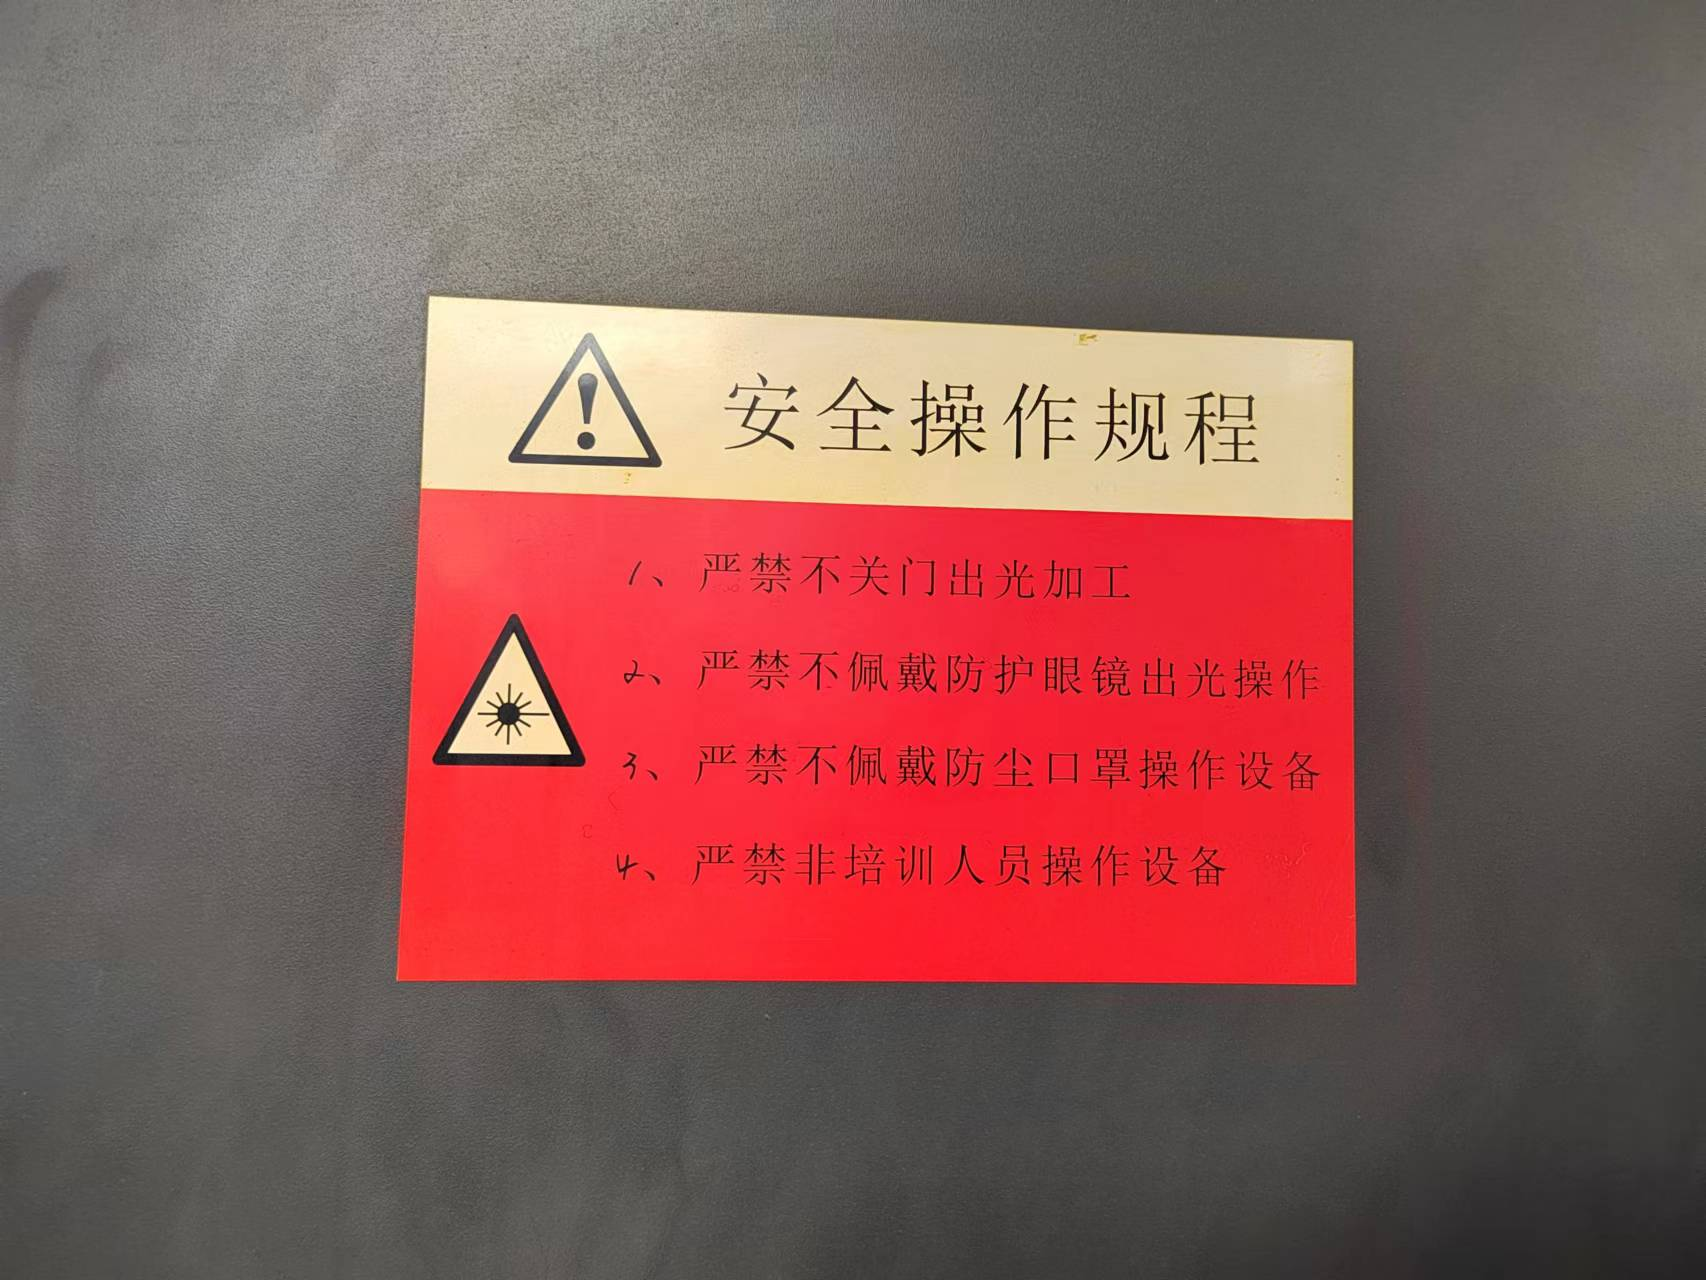 安全操作规程
1、严禁不关门出光加工
2、严禁不佩戴防护眼镜出光操作
3、严禁不佩戴防尘口罩操作设备
4、严禁非培训人员操作设备